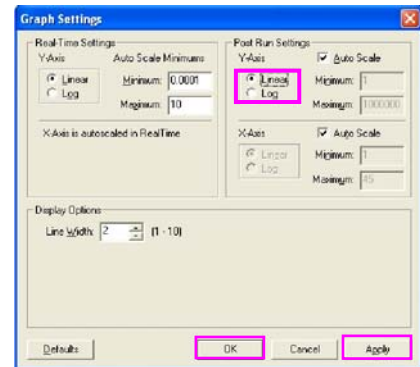 Graph Settings
Real-Time Settings
Y-Axis Auto Scale Minimums
Linear
Log
Minimum: 0.0001
Maximum: 10
X-Axis is autoscaled in RealTime
Post Run Settings
Y-Axis Auto Scale
Linear
Log
Minimum: 1
Maximum: 1000000
X-Axis Auto Scale
Linear
Log
Minimum: 1
Maximum: 45
Display Options
Line Width: 2 (1 - 10)
Defaults OK Cancel Apply